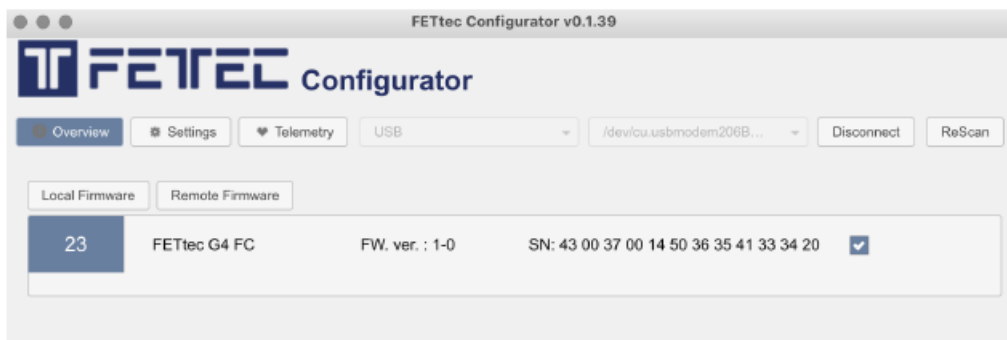 FETtec Configurator v0.1.39
FETTEC Configurator
Overview Settings Telemetry USB /dev/cu.usbmodem206B... Disconnect ReScan
Local Firmware Remote Firmware
23 FETtec G4 FC FW. ver. : 1-0 SN: 43 00 37 00 14 50 36 35 41 33 34 20